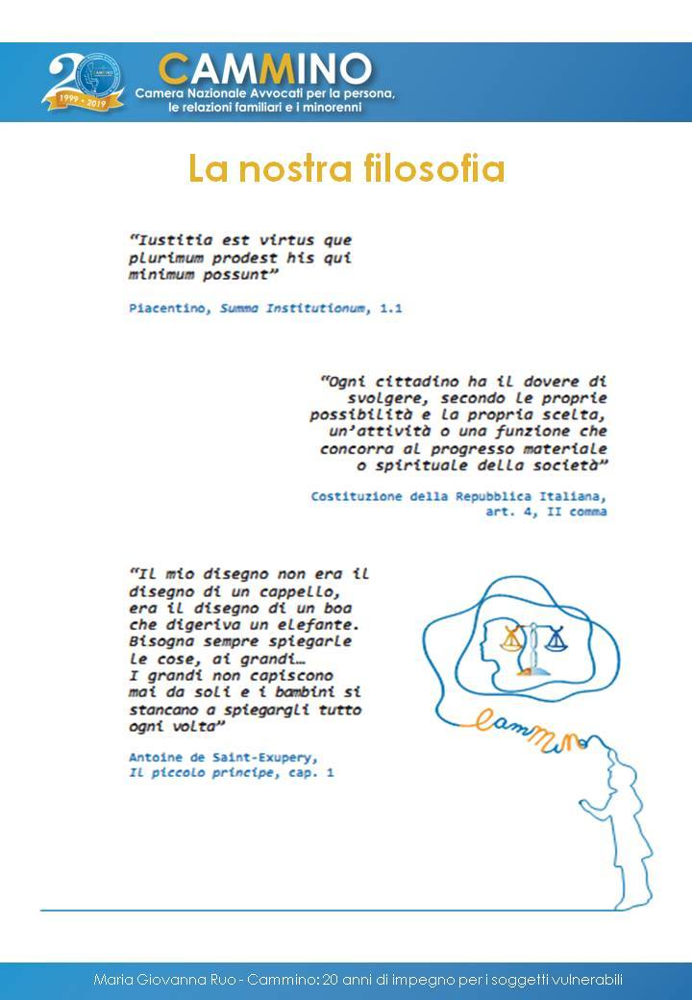 20
CAMMINO
1999 • 2019
CAMMINO
Camera Nazionale Avvocati per la persona,
le relazioni familiari e i minorenni
La nostra filosofia
“Iustitia est virtus que
plurimum prodest his qui
minimum possunt”
Piacentino, Summa Institutionum, 1.1
“Ogni cittadino ha il dovere di
svolgere, secondo le proprie
possibilità e la propria scelta,
un’attività o una funzione che
concorra al progresso materiale
o spirituale della società”
Costituzione della Repubblica Italiana,
art. 4, II comma
“Il mio disegno non era il
disegno di un cappello,
era il disegno di un boa
che digeriva un elefante.
Bisogna sempre spiegarle
le cose, ai grandi…
I grandi non capiscono
mai da soli e i bambini si
stancano a spiegargli tutto
ogni volta”
Antoine de Saint-Exupery,
Il piccolo principe, cap. 1
Cammino
Maria Giovanna Ruo - Cammino: 20 anni di impegno per i soggetti vulnerabili